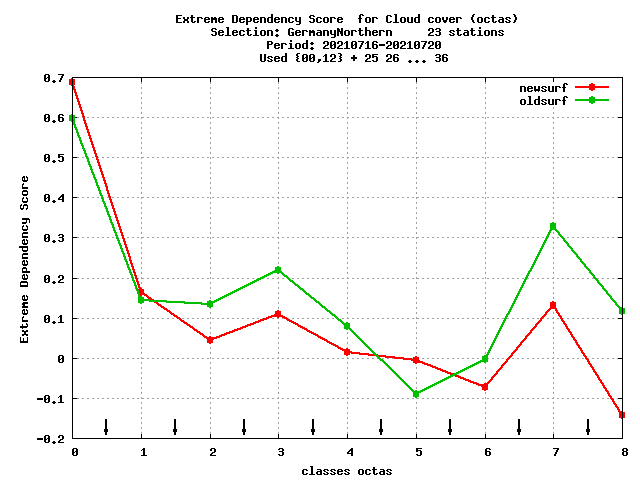 Extreme Dependency Score  for Cloud cover (octas)
Selection: GermanyNorthern     23 stations
Period: 20210716-20210720
Used {00,12} + 25 26 ... 36
newsurf
oldsurf
Extreme Dependency Score
0.7
0.6
0.5
0.4
0.3
0.2
0.1
0
-0.1
-0.2
0 1 2 3 4 5 6 7 8
classes octas